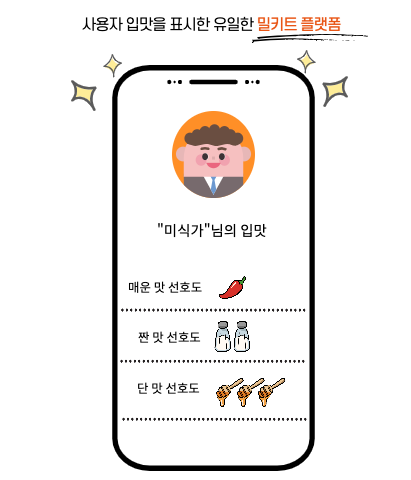 사용자 입맛을 표시한 유일한 밀키트 플랫폼
"미식가"님의 입맛
매운 맛 선호도
짠 맛 선호도
단 맛 선호도